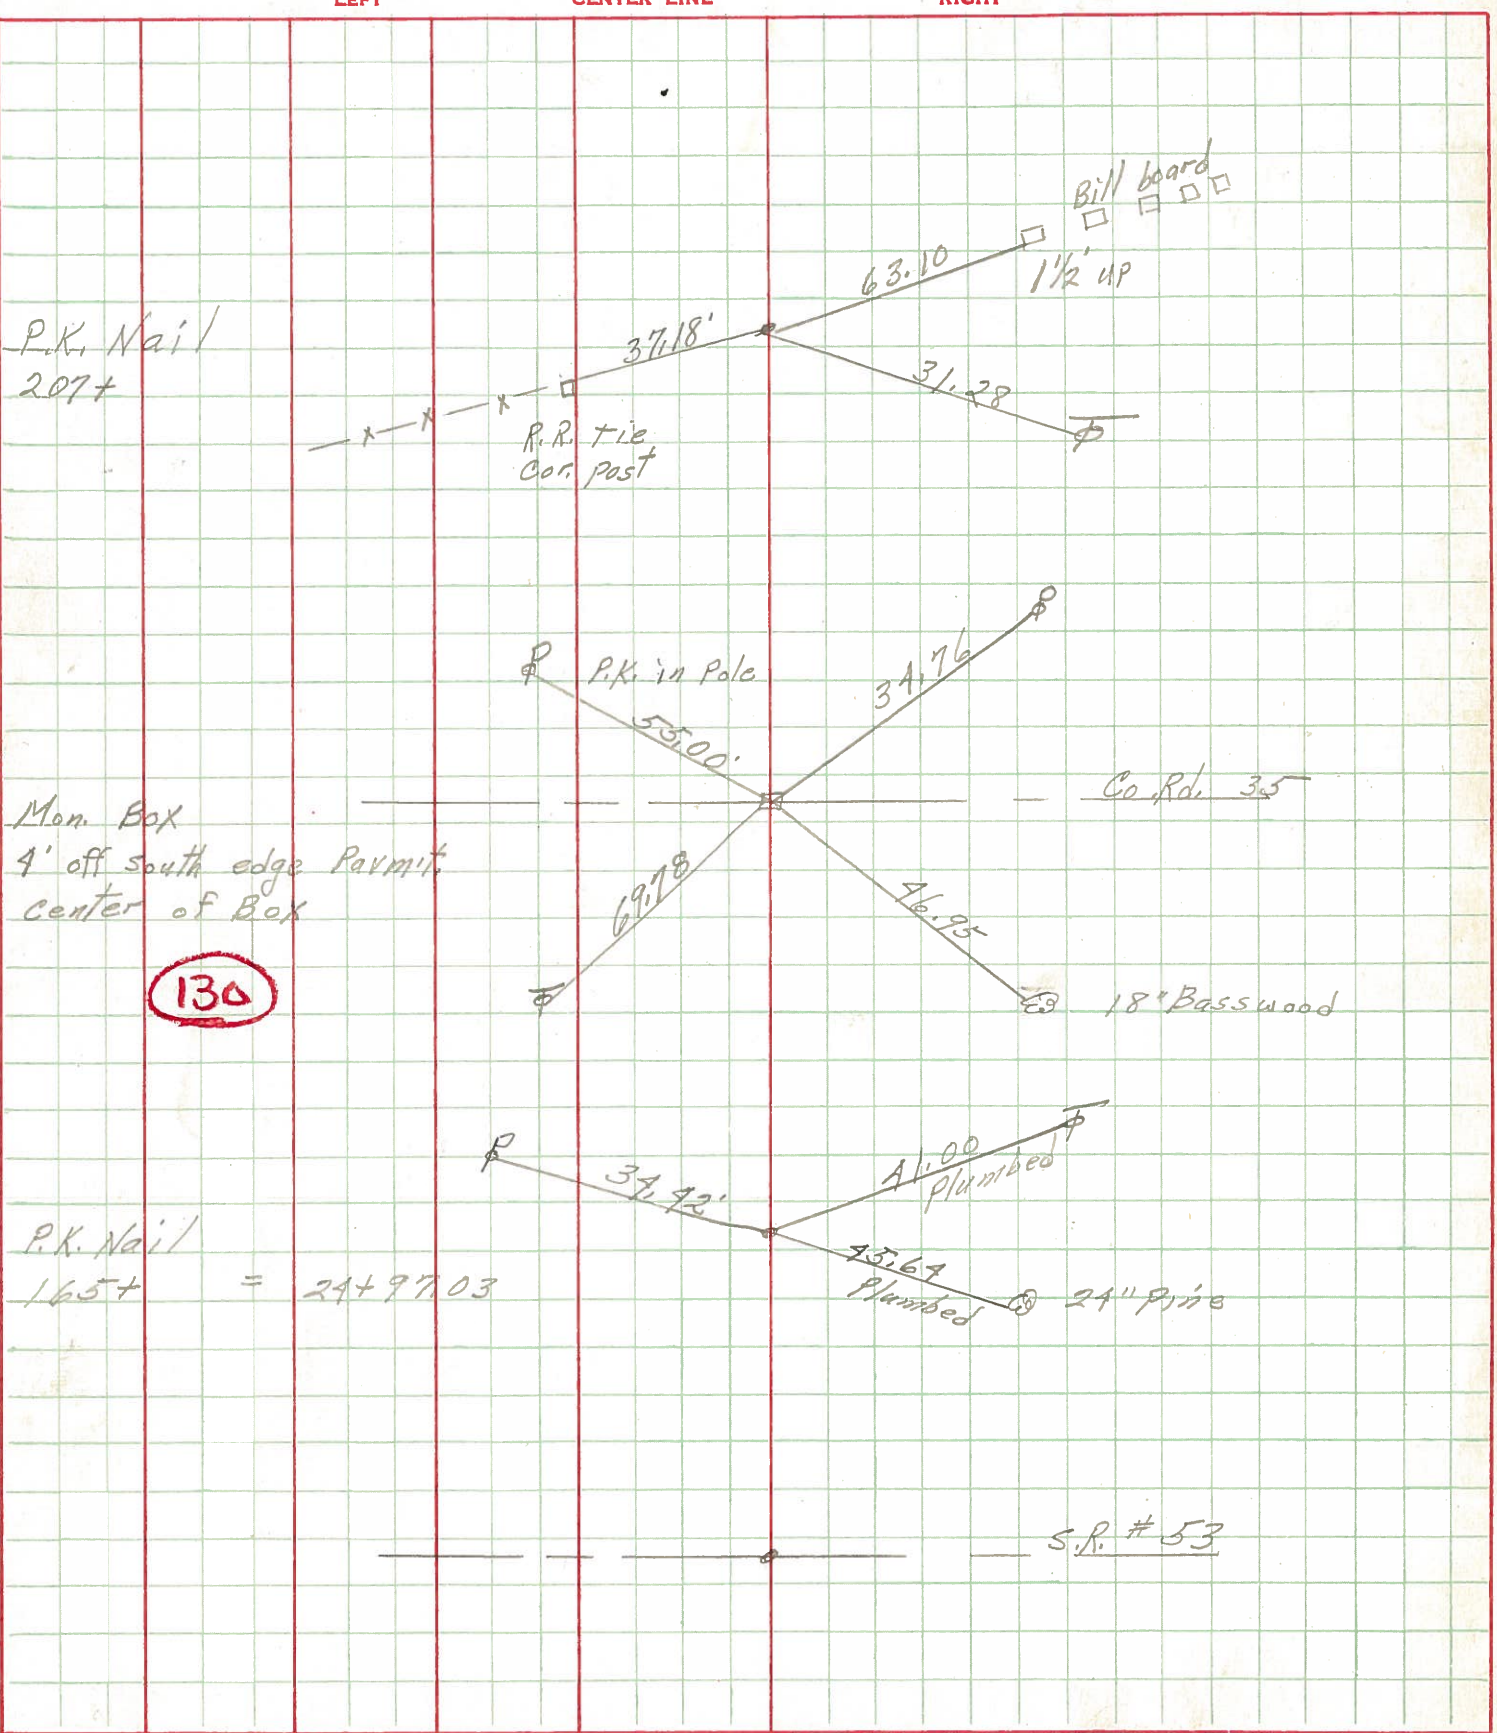 LEFT CENTER LINE RIGHT
Bill board
63.10
1½' up
P.K. Nail
37.18'
207+
31.28
R.R. tie
Cor. post
P.K. in Pole
34.76
55.00'
Co. Rd. 35
Mon. Box
4' off south edge Pavm't.
Center of Box
69.78
46.95
130
18" Basswood
41.00
Plumbed
34.42'
P.K. Nail
45.64
165+ = 24+97.03
Plumbed
24" Pine
S.R. # 53